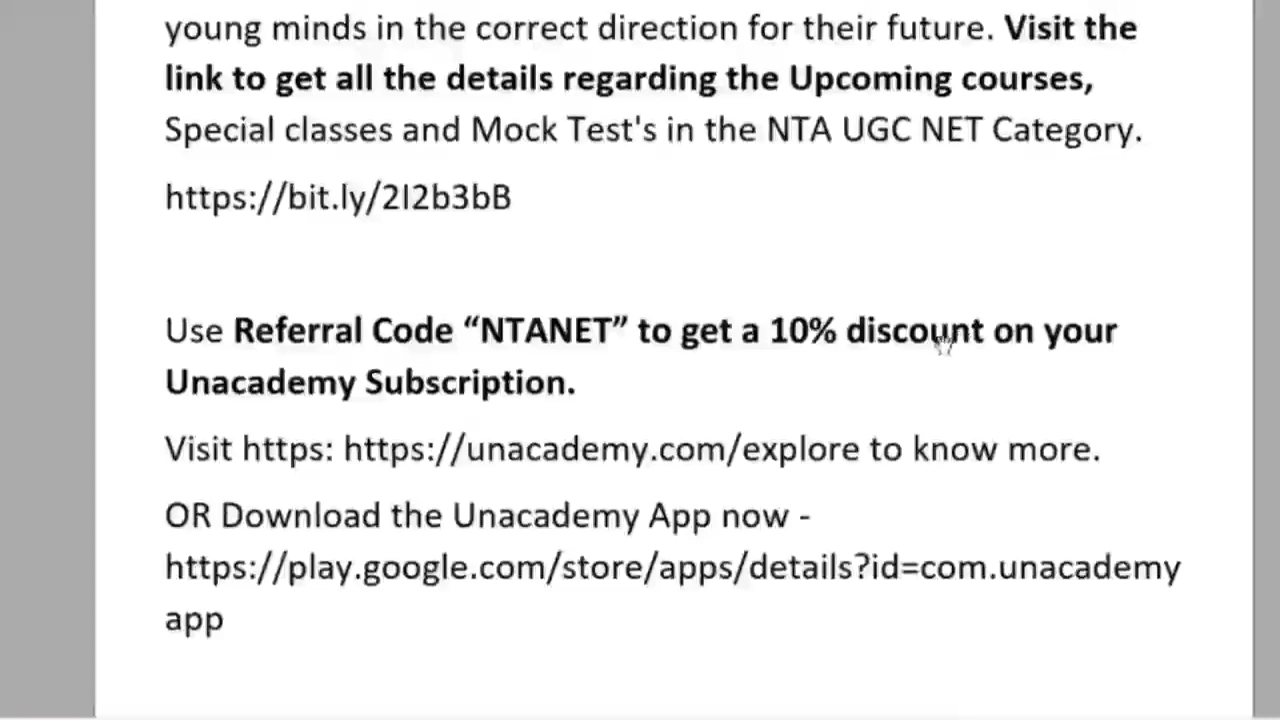 young minds in the correct direction for their future. Visit the
link to get all the details regarding the Upcoming courses,
Special classes and Mock Test's in the NTA UGC NET Category.
https://bit.ly/2I2b3bB
Use Referral Code “NTANET” to get a 10% discount on your
Unacademy Subscription.
Visit https: https://unacademy.com/explore to know more.
OR Download the Unacademy App now -
https://play.google.com/store/apps/details?id=com.unacademy
app